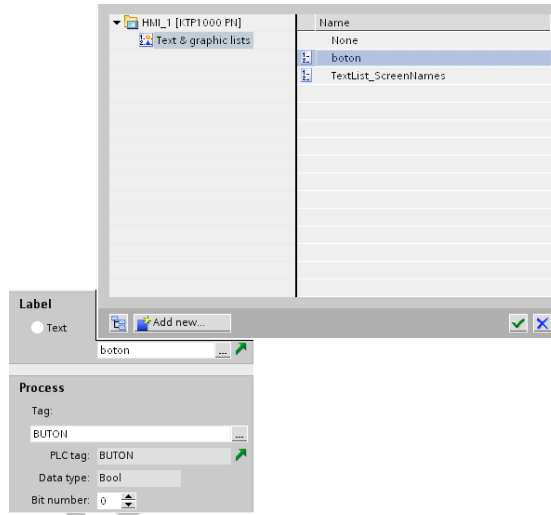 HMI_1 [KTP1000 PN]
Text & graphic lists
Name
None
boton
TextList_ScreenNames
Add new...
Label
Text
boton
...
Process
Tag:
BUTON
...
PLC tag: BUTON
Data type: Bool
Bit number: 0